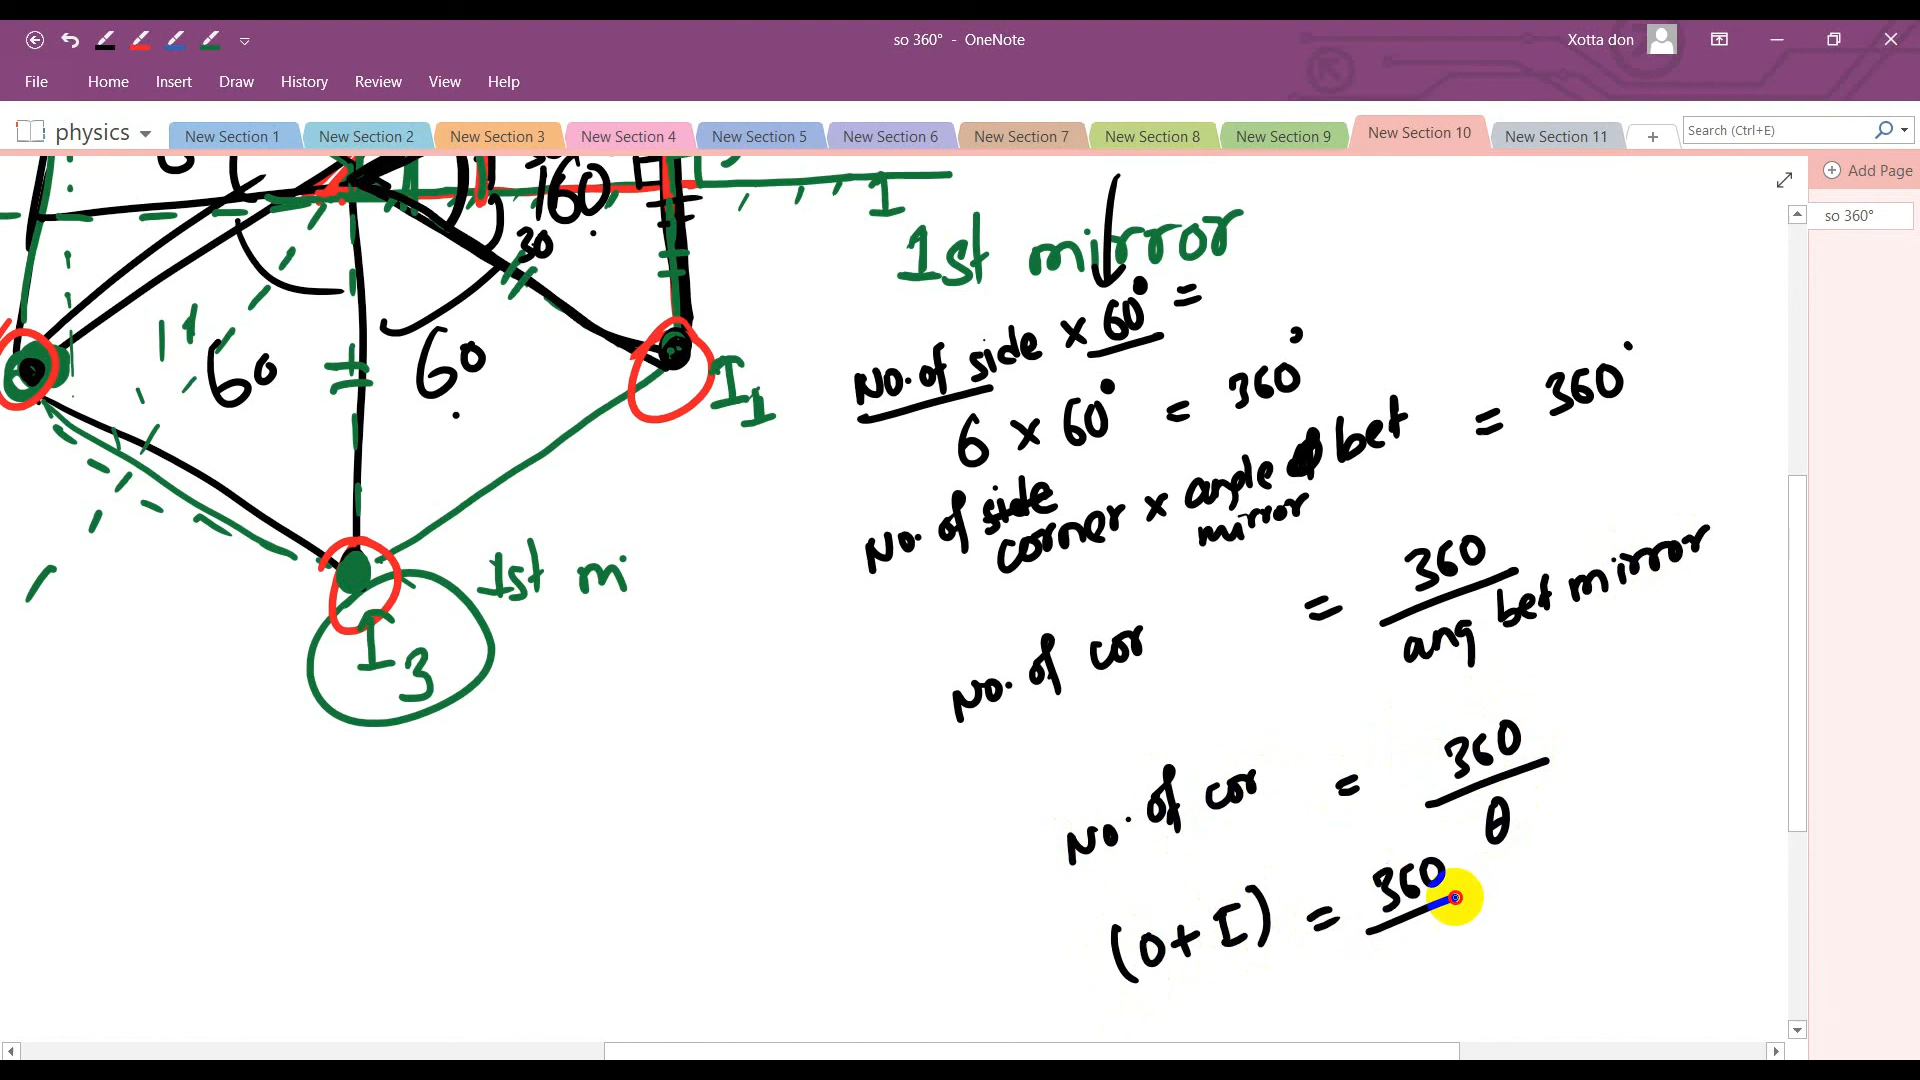 so 360° - OneNote
Xotta don
File Home Insert Draw History Review View Help
physics
New Section 1 New Section 2 New Section 3 New Section 4 New Section 5 New Section 6 New Section 7 New Section 8 New Section 9 New Section 10 New Section 11 +
Search (Ctrl+E)
Add Page
so 360°
60
30
I
1st mirror
60
60
I1
No. of side × 60° =
6 × 60° = 360°
No. of side corner × angle bet mirror = 360°
1st mi
I3
No. of cor = 360 / ang bet mirror
No. of cor = 360 / θ
(O + I) = 360